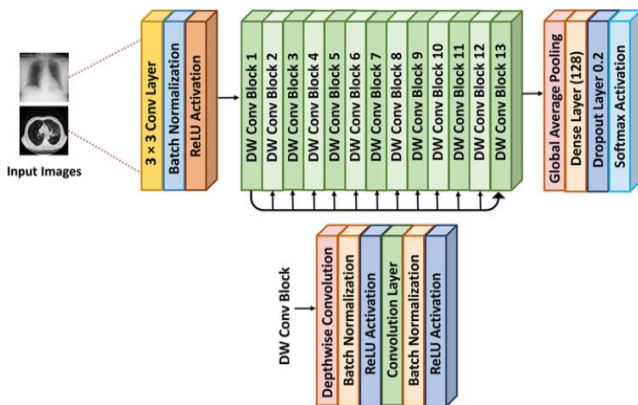 Input Images
3 × 3 Conv Layer
Batch Normalization
ReLU Activation
DW Conv Block 1
DW Conv Block 2
DW Conv Block 3
DW Conv Block 4
DW Conv Block 5
DW Conv Block 6
DW Conv Block 7
DW Conv Block 8
DW Conv Block 9
DW Conv Block 10
DW Conv Block 11
DW Conv Block 12
DW Conv Block 13
Global Average Pooling
Dense Layer (128)
Dropout Layer 0.2
Softmax Activation
DW Conv Block
Depthwise Convolution
Batch Normalization
ReLU Activation
Convolution Layer
Batch Normalization
ReLU Activation